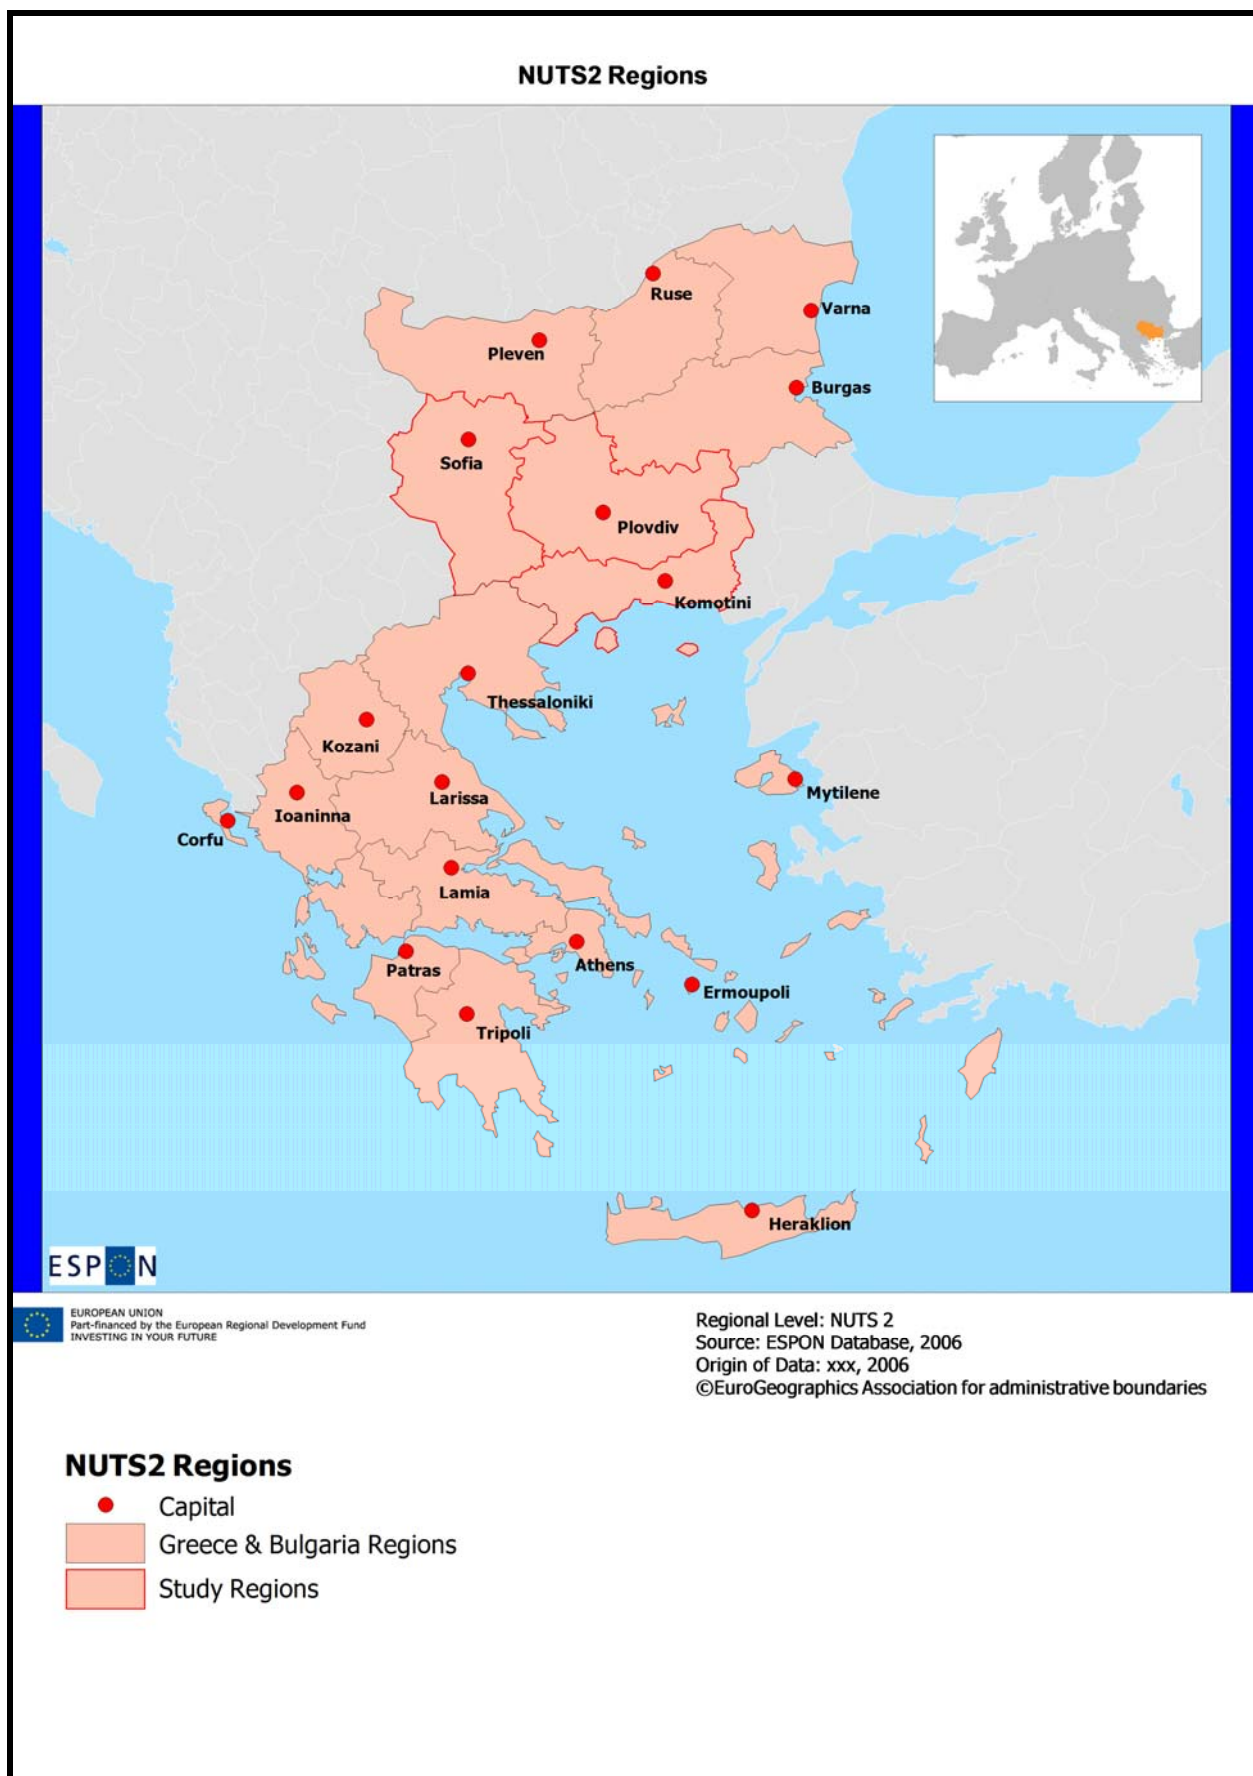 NUTS2 Regions
Ruse
Varna
Pleven
Burgas
Sofia
Plovdiv
Komotini
Thessaloniki
Kozani
Larissa
Mytilene
Ioaninna
Corfu
Lamia
Patras
Athens
Ermoupoli
Tripoli
Heraklion
ESPON
EUROPEAN UNION
Part-financed by the European Regional Development Fund
INVESTING IN YOUR FUTURE
Regional Level: NUTS 2
Source: ESPON Database, 2006
Origin of Data: xxx, 2006
©EuroGeographics Association for administrative boundaries
NUTS2 Regions
Capital
Greece & Bulgaria Regions
Study Regions